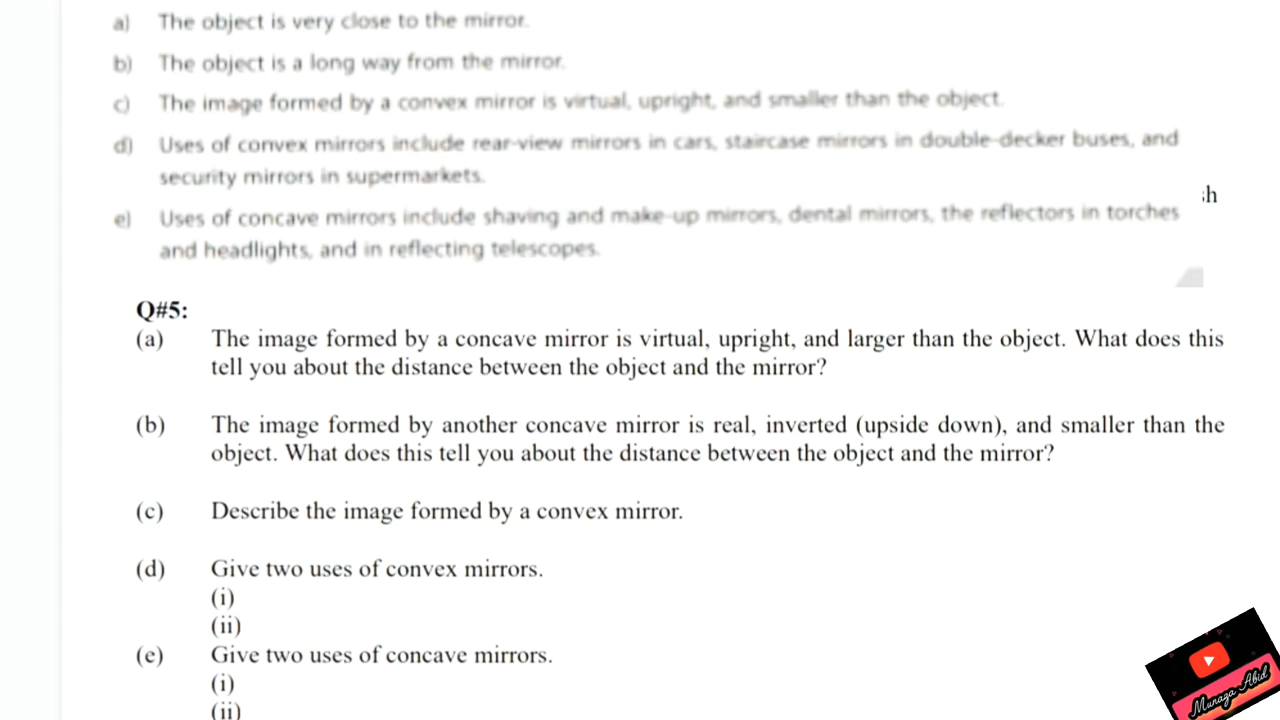 a) The object is very close to the mirror.
b) The object is a long way from the mirror.
c) The image formed by a convex mirror is virtual, upright, and smaller than the object.
d) Uses of convex mirrors include rear-view mirrors in cars, staircase mirrors in double-decker buses, and
security mirrors in supermarkets.
h
e) Uses of concave mirrors include shaving and make-up mirrors, dental mirrors, the reflectors in torches
and headlights, and in reflecting telescopes.
Q#5:
(a) The image formed by a concave mirror is virtual, upright, and larger than the object. What does this
tell you about the distance between the object and the mirror?
(b) The image formed by another concave mirror is real, inverted (upside down), and smaller than the
object. What does this tell you about the distance between the object and the mirror?
(c) Describe the image formed by a convex mirror.
(d) Give two uses of convex mirrors.
(i)
(ii)
(e) Give two uses of concave mirrors.
(i)
(ii)
Munaza Abid